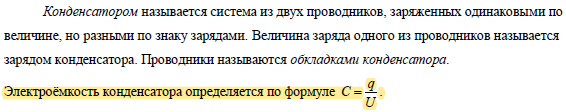 Конденсатором называется система из двух проводников, заряженных одинаковыми по
величине, но разными по знаку зарядами. Величина заряда одного из проводников называется
зарядом конденсатора. Проводники называются обкладками конденсатора.
Электроёмкость конденсатора определяется по формуле C = q/U.